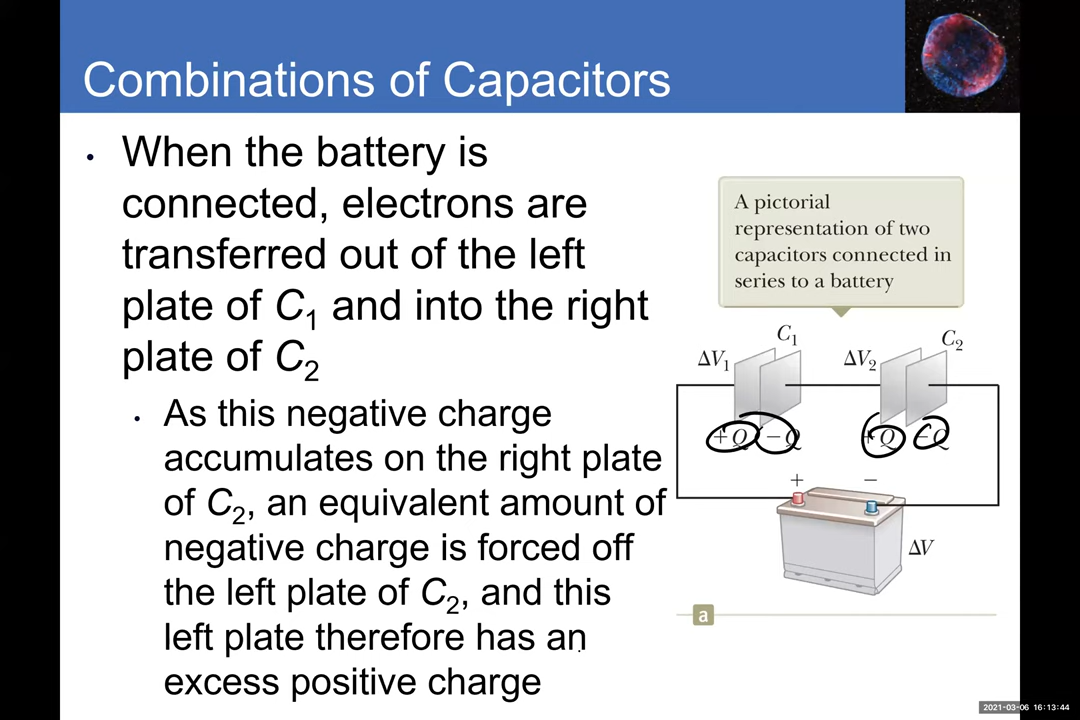 Combinations of Capacitors
• When the battery is
connected, electrons are
transferred out of the left
plate of C₁ and into the right
plate of C₂
• As this negative charge
accumulates on the right plate
of C₂, an equivalent amount of
negative charge is forced off
the left plate of C₂, and this
left plate therefore has an
excess positive charge
A pictorial
representation of two
capacitors connected in
series to a battery
C₁
C₂
ΔV₁
ΔV₂
+Q −Q +Q −Q
+ −
ΔV
a
2021-03-06 16:13:44